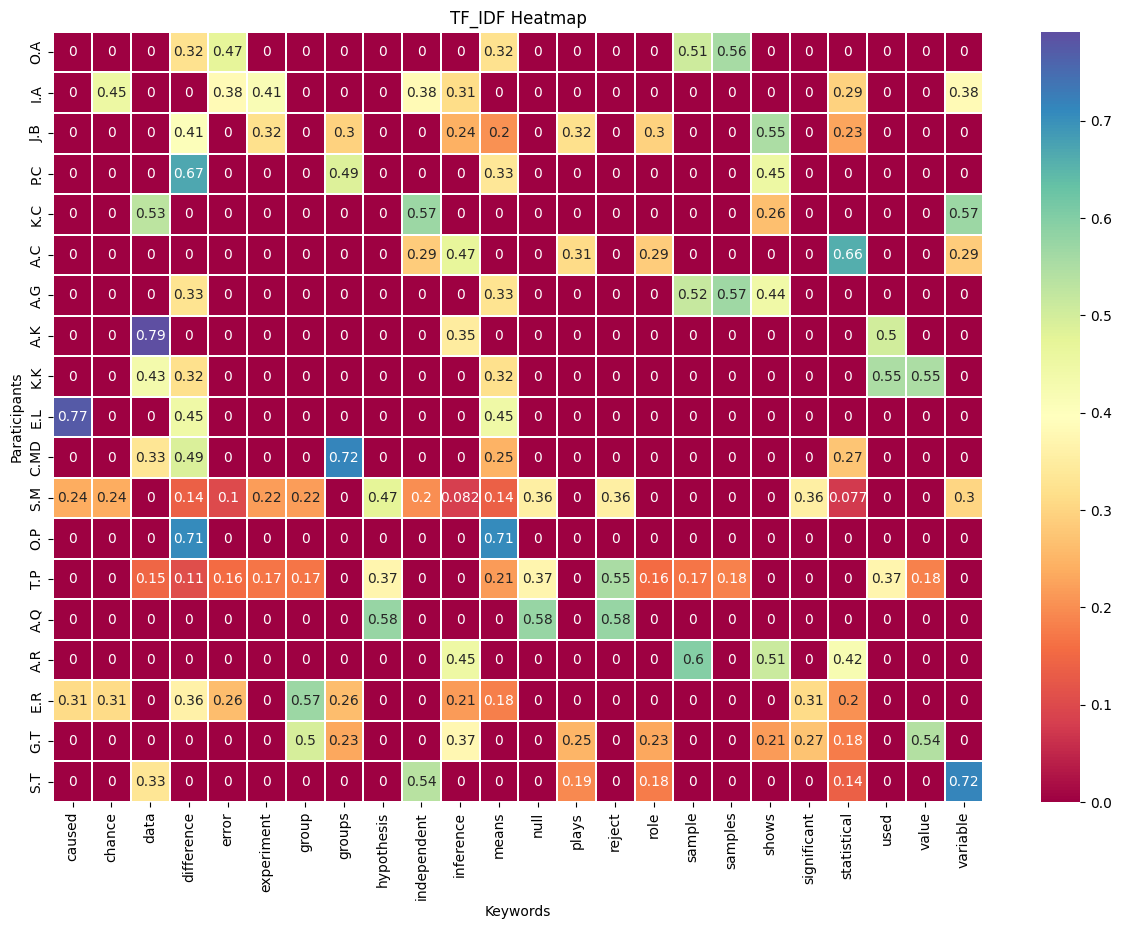 TF_IDF Heatmap
O.A 0 0 0 0.32 0.47 0 0 0 0 0 0 0.32 0 0 0 0 0.51 0.56 0 0 0 0 0 0
I.A 0 0.45 0 0 0.38 0.41 0 0 0 0.38 0.31 0 0 0 0 0 0 0 0 0 0.29 0 0 0.38
J.B 0 0 0 0.41 0 0.32 0 0.3 0 0 0.24 0.2 0 0.32 0 0.3 0 0 0.55 0 0.23 0 0 0
P.C 0 0 0 0.67 0 0 0 0.49 0 0 0 0.33 0 0 0 0 0 0 0.45 0 0 0 0 0
K.C 0 0 0.53 0 0 0 0 0 0 0.57 0 0 0 0 0 0 0 0 0.26 0 0 0 0 0.57
A.C 0 0 0 0 0 0 0 0 0 0.29 0.47 0 0 0.31 0 0.29 0 0 0 0 0.66 0 0 0.29
A.G 0 0 0 0.33 0 0 0 0 0 0 0 0.33 0 0 0 0 0.52 0.57 0.44 0 0 0 0 0
A.K 0 0 0.79 0 0 0 0 0 0 0 0.35 0 0 0 0 0 0 0 0 0 0 0.5 0 0
K.K 0 0 0.43 0.32 0 0 0 0 0 0 0 0.32 0 0 0 0 0 0 0 0 0 0.55 0.55 0
E.L 0.77 0 0 0.45 0 0 0 0 0 0 0 0.45 0 0 0 0 0 0 0 0 0 0 0 0
C.MD 0 0 0.33 0.49 0 0 0 0.72 0 0 0 0.25 0 0 0 0 0 0 0 0 0.27 0 0 0
S.M 0.24 0.24 0 0.14 0.1 0.22 0.22 0 0.47 0.2 0.082 0.14 0.36 0 0.36 0 0 0 0 0.36 0.077 0 0 0.3
O.P 0 0 0 0.71 0 0 0 0 0 0 0 0.71 0 0 0 0 0 0 0 0 0 0 0 0
T.P 0 0 0.15 0.11 0.16 0.17 0.17 0 0.37 0 0 0.21 0.37 0 0.55 0.16 0.17 0.18 0 0 0 0.37 0.18 0
A.Q 0 0 0 0 0 0 0 0 0.58 0 0 0 0.58 0 0.58 0 0 0 0 0 0 0 0 0
A.R 0 0 0 0 0 0 0 0 0 0 0.45 0 0 0 0 0 0.6 0 0.51 0 0.42 0 0 0
E.R 0.31 0.31 0 0.36 0.26 0 0.57 0.26 0 0 0.21 0.18 0 0 0 0 0 0 0 0.31 0.2 0 0 0
G.T 0 0 0 0 0 0 0.5 0.23 0 0 0.37 0 0 0.25 0 0.23 0 0 0.21 0.27 0.18 0 0.54 0
S.T 0 0 0.33 0 0 0 0 0 0 0.54 0 0 0 0.19 0 0.18 0 0 0 0 0.14 0 0 0.72
caused chance data difference error experiment group groups hypothesis independent inference means null plays reject role sample samples shows significant statistical used value variable
Keywords
Paraticipants
0.7
0.6
0.5
0.4
0.3
0.2
0.1
0.0